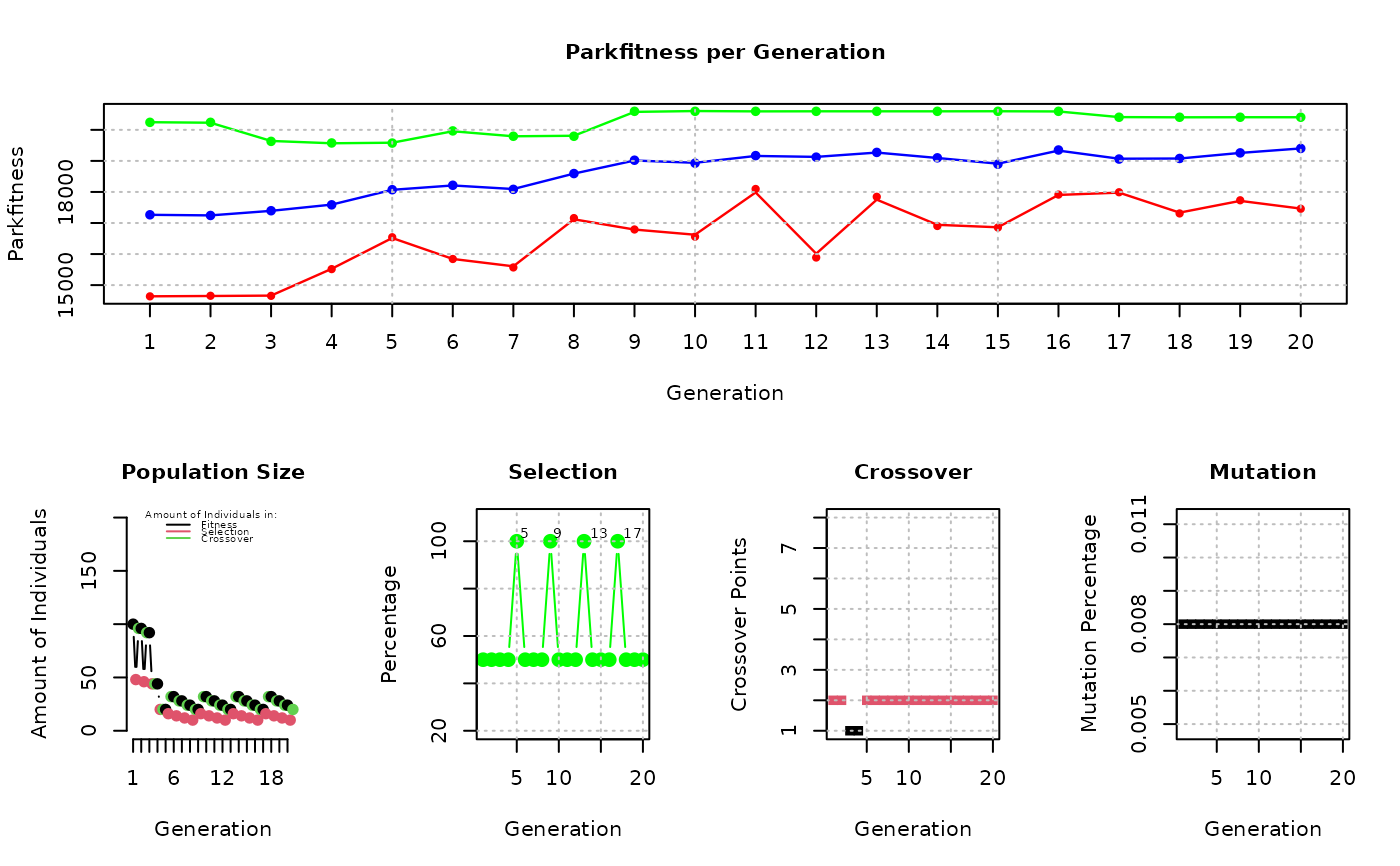 Parkfitness per Generation
Parkfitness
18000
15000
1 2 3 4 5 6 7 8 9 10 11 12 13 14 15 16 17 18 19 20
Generation
Population Size
Amount of Individuals
150
50
0
Amount of Individuals in:
Fitness
Selection
Crossover
1 6 12 18
Generation
Selection
Percentage
100
60
20
5 9 13 17
5 10 20
Generation
Crossover
Crossover Points
7
5
3
1
5 10 20
Generation
Mutation
Mutation Percentage
0.011
0.008
0.005
5 10 20
Generation